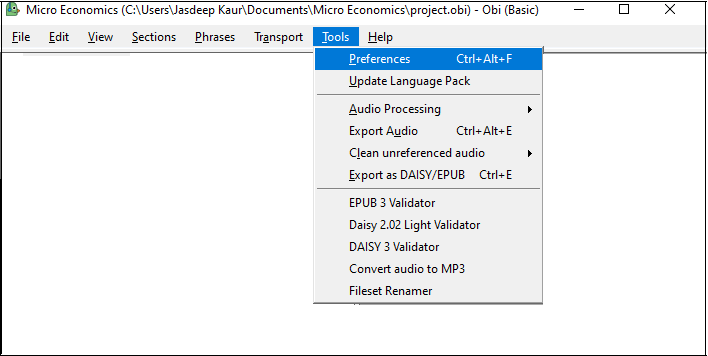 Micro Economics (C:\Users\Jasdeep Kaur\Documents\Micro Economics\project.obi) - Obi (Basic)
File Edit View Sections Phrases Transport Tools Help
Preferences Ctrl+Alt+F
Update Language Pack
Audio Processing
Export Audio Ctrl+Alt+E
Clean unreferenced audio
Export as DAISY/EPUB Ctrl+E
EPUB 3 Validator
Daisy 2.02 Light Validator
DAISY 3 Validator
Convert audio to MP3
Fileset Renamer